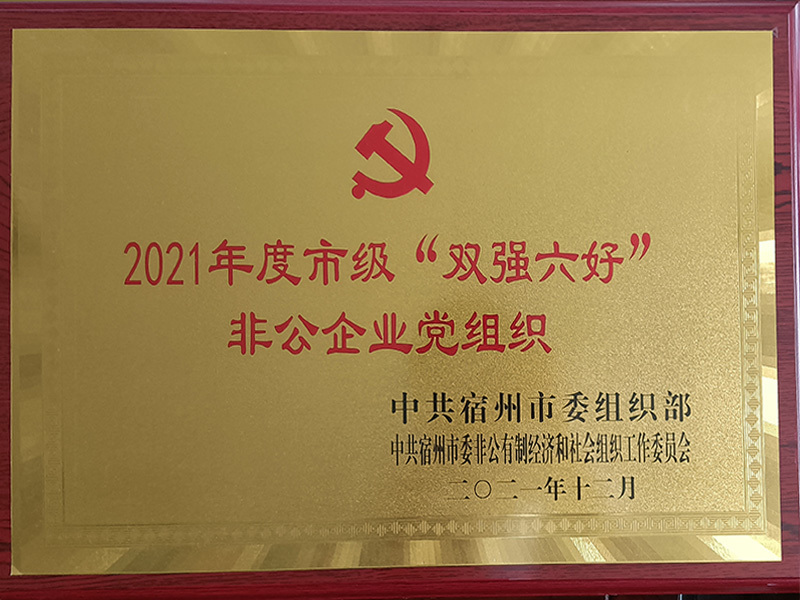 2021年度市级“双强六好”
非公企业党组织
中共宿州市委组织部
中共宿州市委非公有制经济和社会组织工作委员会
二〇二一年十二月